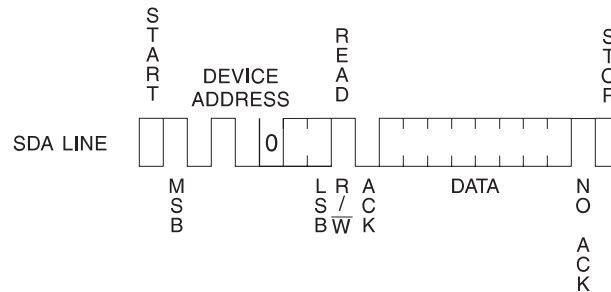 START
READ
STOP
DEVICE
ADDRESS
SDA LINE
0
MSB
LSB
R/W
ACK
DATA
NO ACK